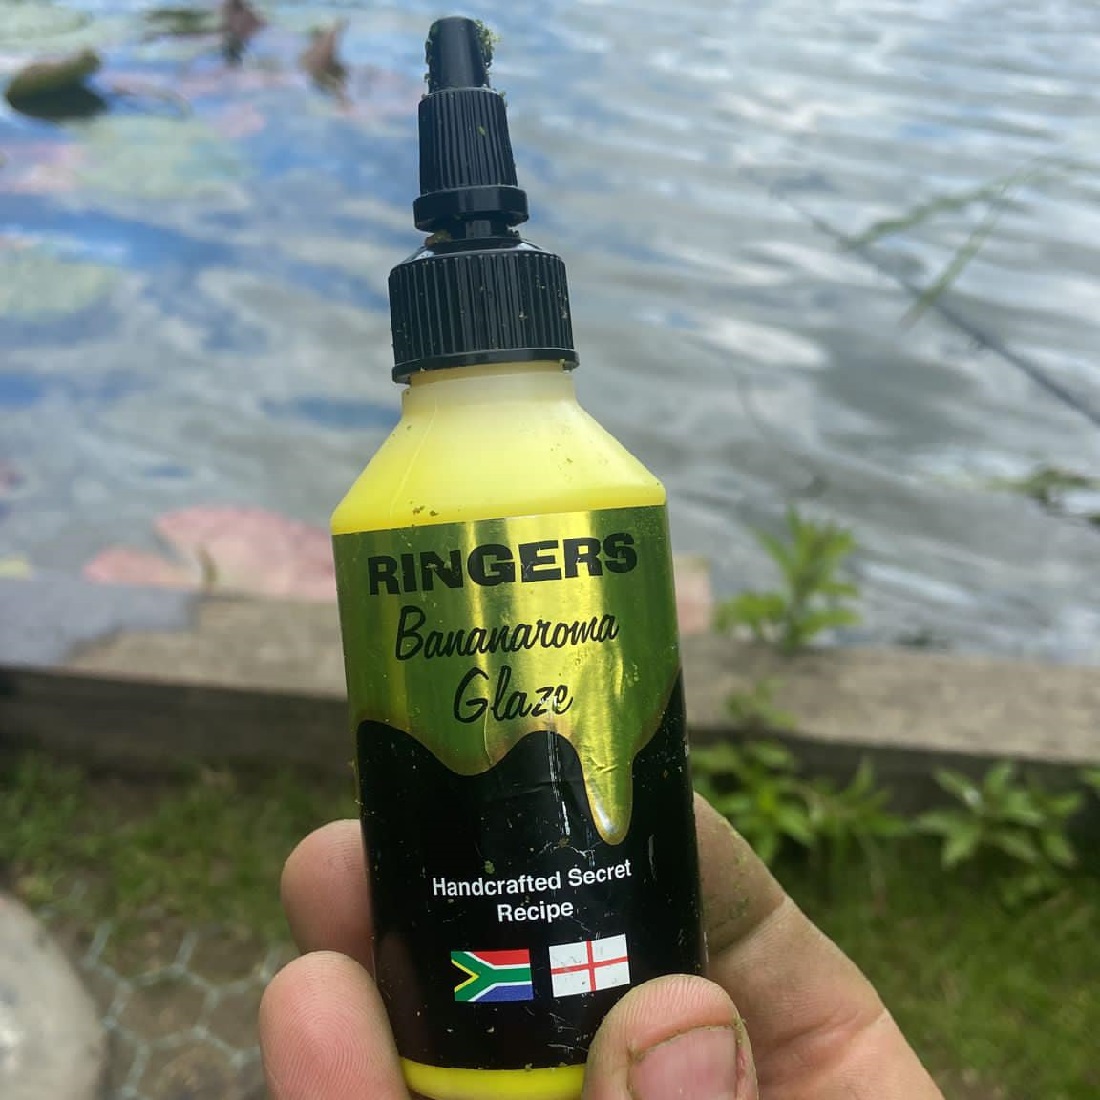 RINGERS
Bananaroma
Glaze
Handcrafted Secret
Recipe